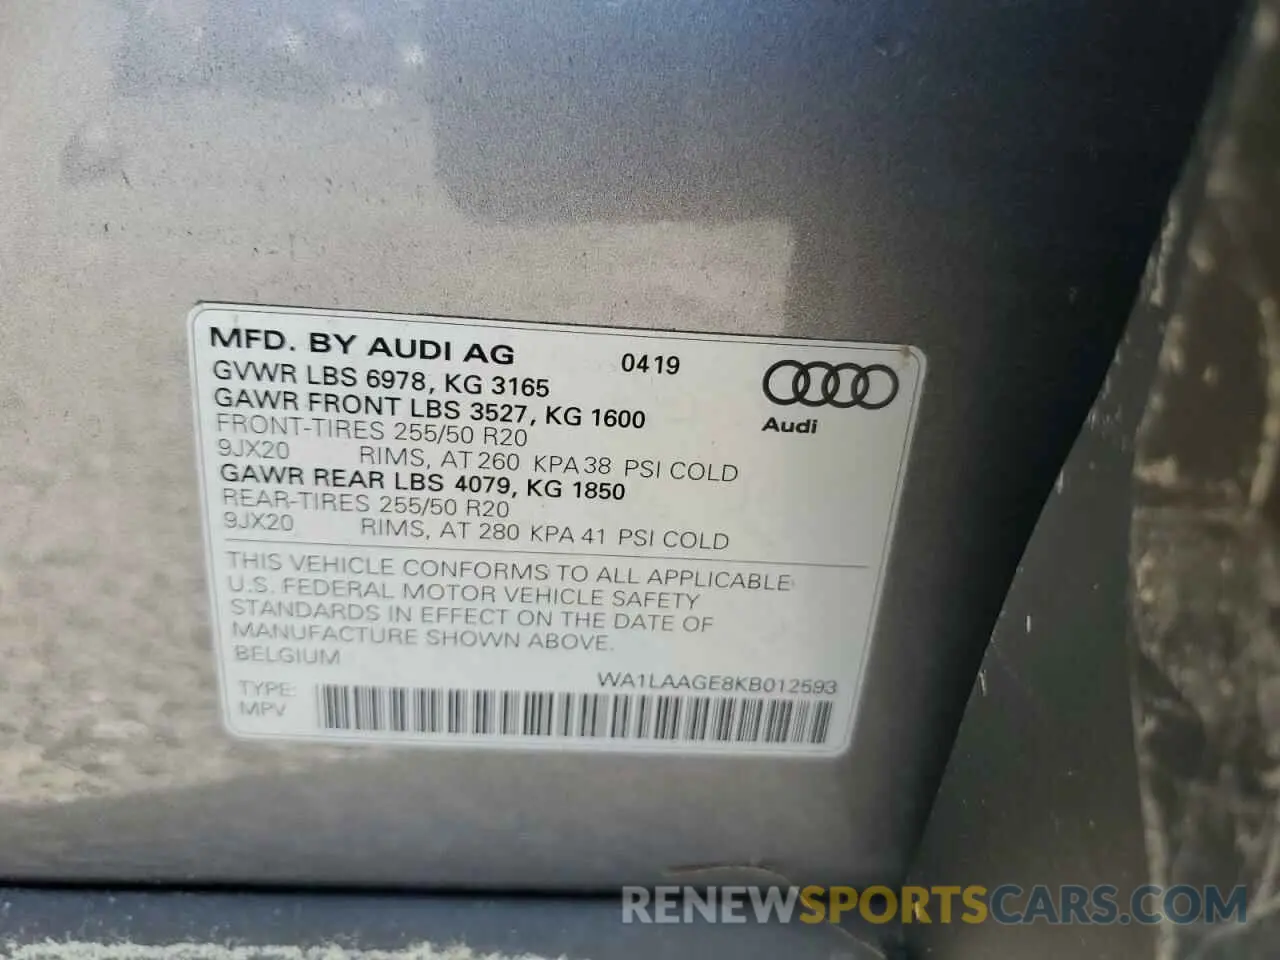 MFD. BY AUDI AG 0419
GVWR LBS 6978, KG 3165
GAWR FRONT LBS 3527, KG 1600
FRONT-TIRES 255/50 R20
9JX20 RIMS, AT 260 KPA 38 PSI COLD
GAWR REAR LBS 4079, KG 1850
REAR-TIRES 255/50 R20
9JX20 RIMS, AT 280 KPA 41 PSI COLD
Audi
THIS VEHICLE CONFORMS TO ALL APPLICABLE
U.S. FEDERAL MOTOR VEHICLE SAFETY
STANDARDS IN EFFECT ON THE DATE OF
MANUFACTURE SHOWN ABOVE.
BELGIUM
WA1LAAGE8KB012593
TYPE:
MPV
RENEWSPORTSCARS.COM